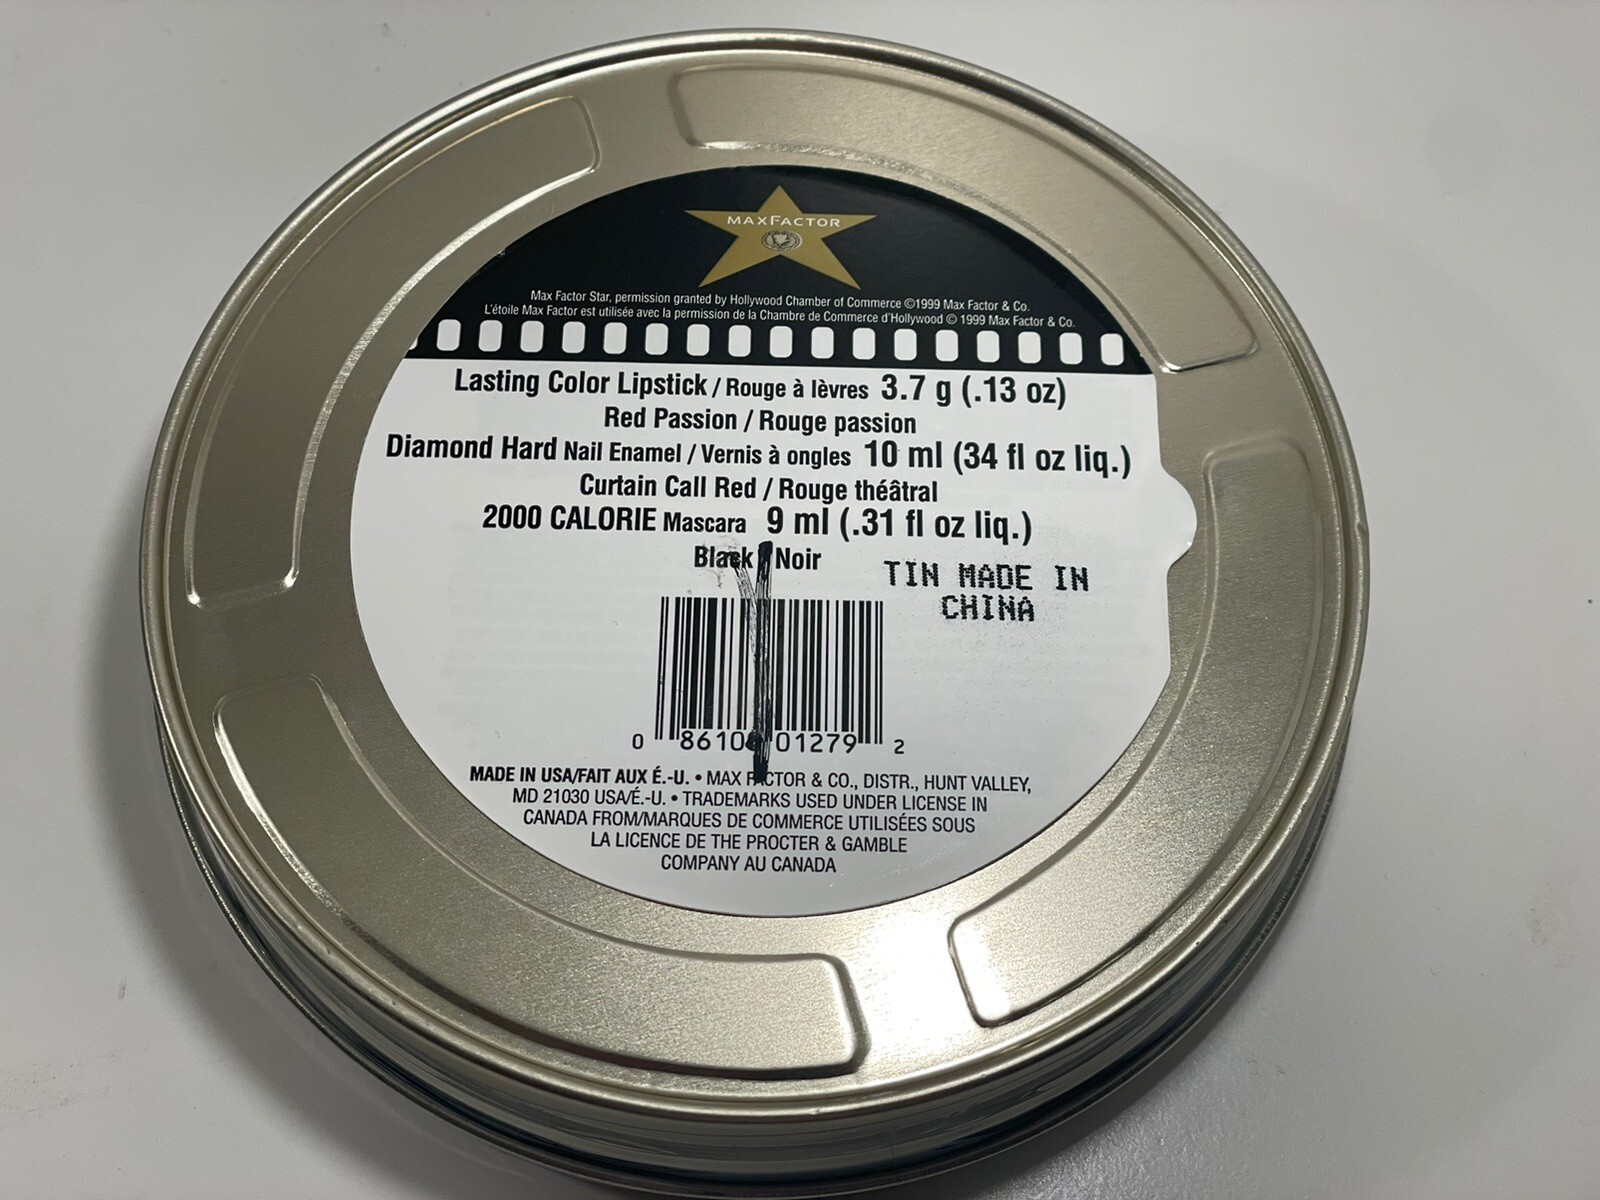 MAXFACTOR
Max Factor Star, permission granted by Hollywood Chamber of Commerce ©1999 Max Factor & Co.
L'étoile Max Factor est utilisée avec la permission de la Chambre de Commerce d'Hollywood © 1999 Max Factor & Co.
Lasting Color Lipstick / Rouge à lèvres 3.7 g (.13 oz)
Red Passion / Rouge passion
Diamond Hard Nail Enamel / Vernis à ongles 10 ml (34 fl oz liq.)
Curtain Call Red / Rouge théâtral
2000 CALORIE Mascara 9 ml (.31 fl oz liq.)
Black / Noir
TIN MADE IN
CHINA
0 01279 2
MADE IN USA/FAIT AUX É.-U. • MAX FACTOR & CO., DISTR., HUNT VALLEY,
MD 21030 USA/É.-U. • TRADEMARKS USED UNDER LICENSE IN
CANADA FROM/MARQUES DE COMMERCE UTILISÉES SOUS
LA LICENCE DE THE PROCTER & GAMBLE
COMPANY AU CANADA